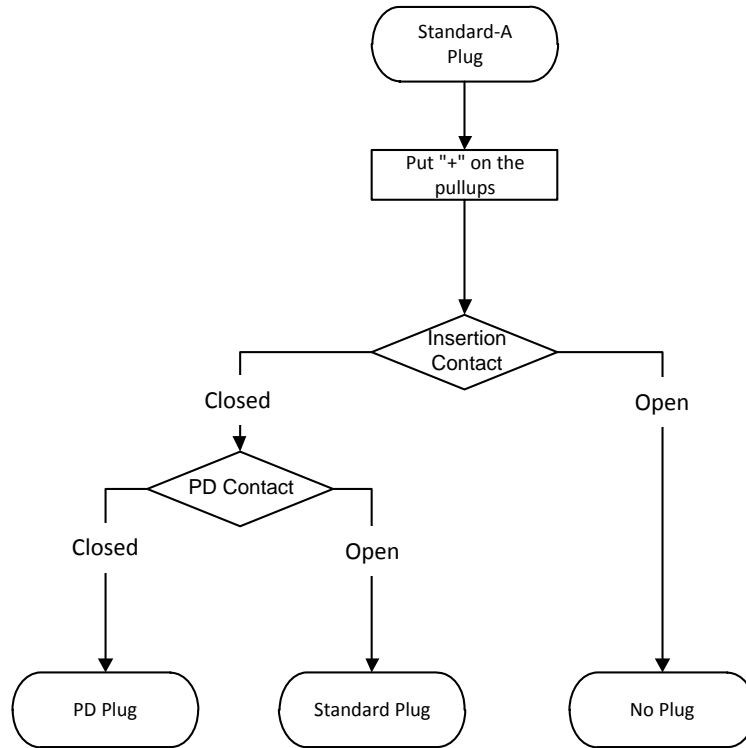 Standard-A
Plug
Put "+" on the
pullups
Insertion
Contact
Closed
Open
PD Contact
Closed
Open
PD Plug
Standard Plug
No Plug